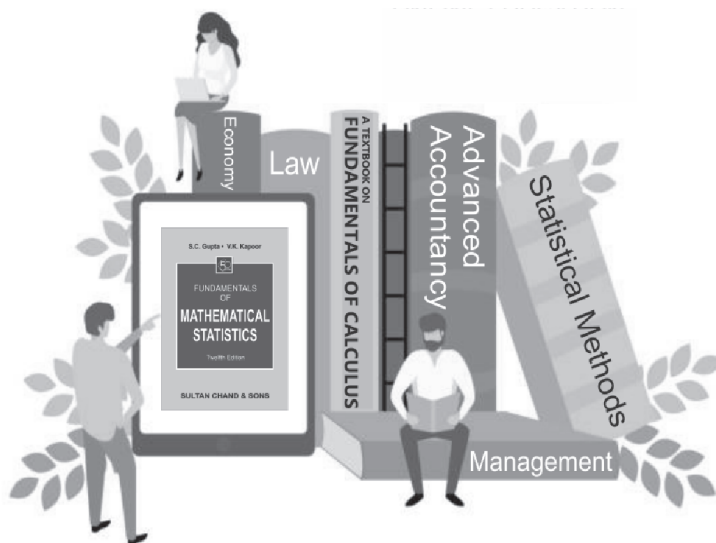 Economy
Law
A TEXTBOOK ON
FUNDAMENTALS OF CALCULUS
Advanced
Accountancy
Statistical Methods
S.C. Gupta • V.K. Kapoor
FUNDAMENTALS
OF
MATHEMATICAL
STATISTICS
Twelfth Edition
SULTAN CHAND & SONS
Management